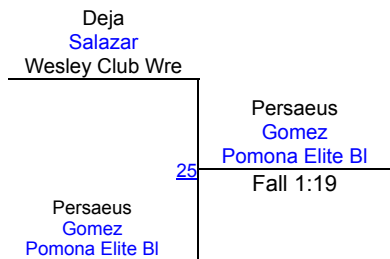 Deja
Salazar
Wesley Club Wre
Persaeus
Gomez
Pomona Elite Bl
25
Fall 1:19
Persaeus
Gomez
Pomona Elite Bl